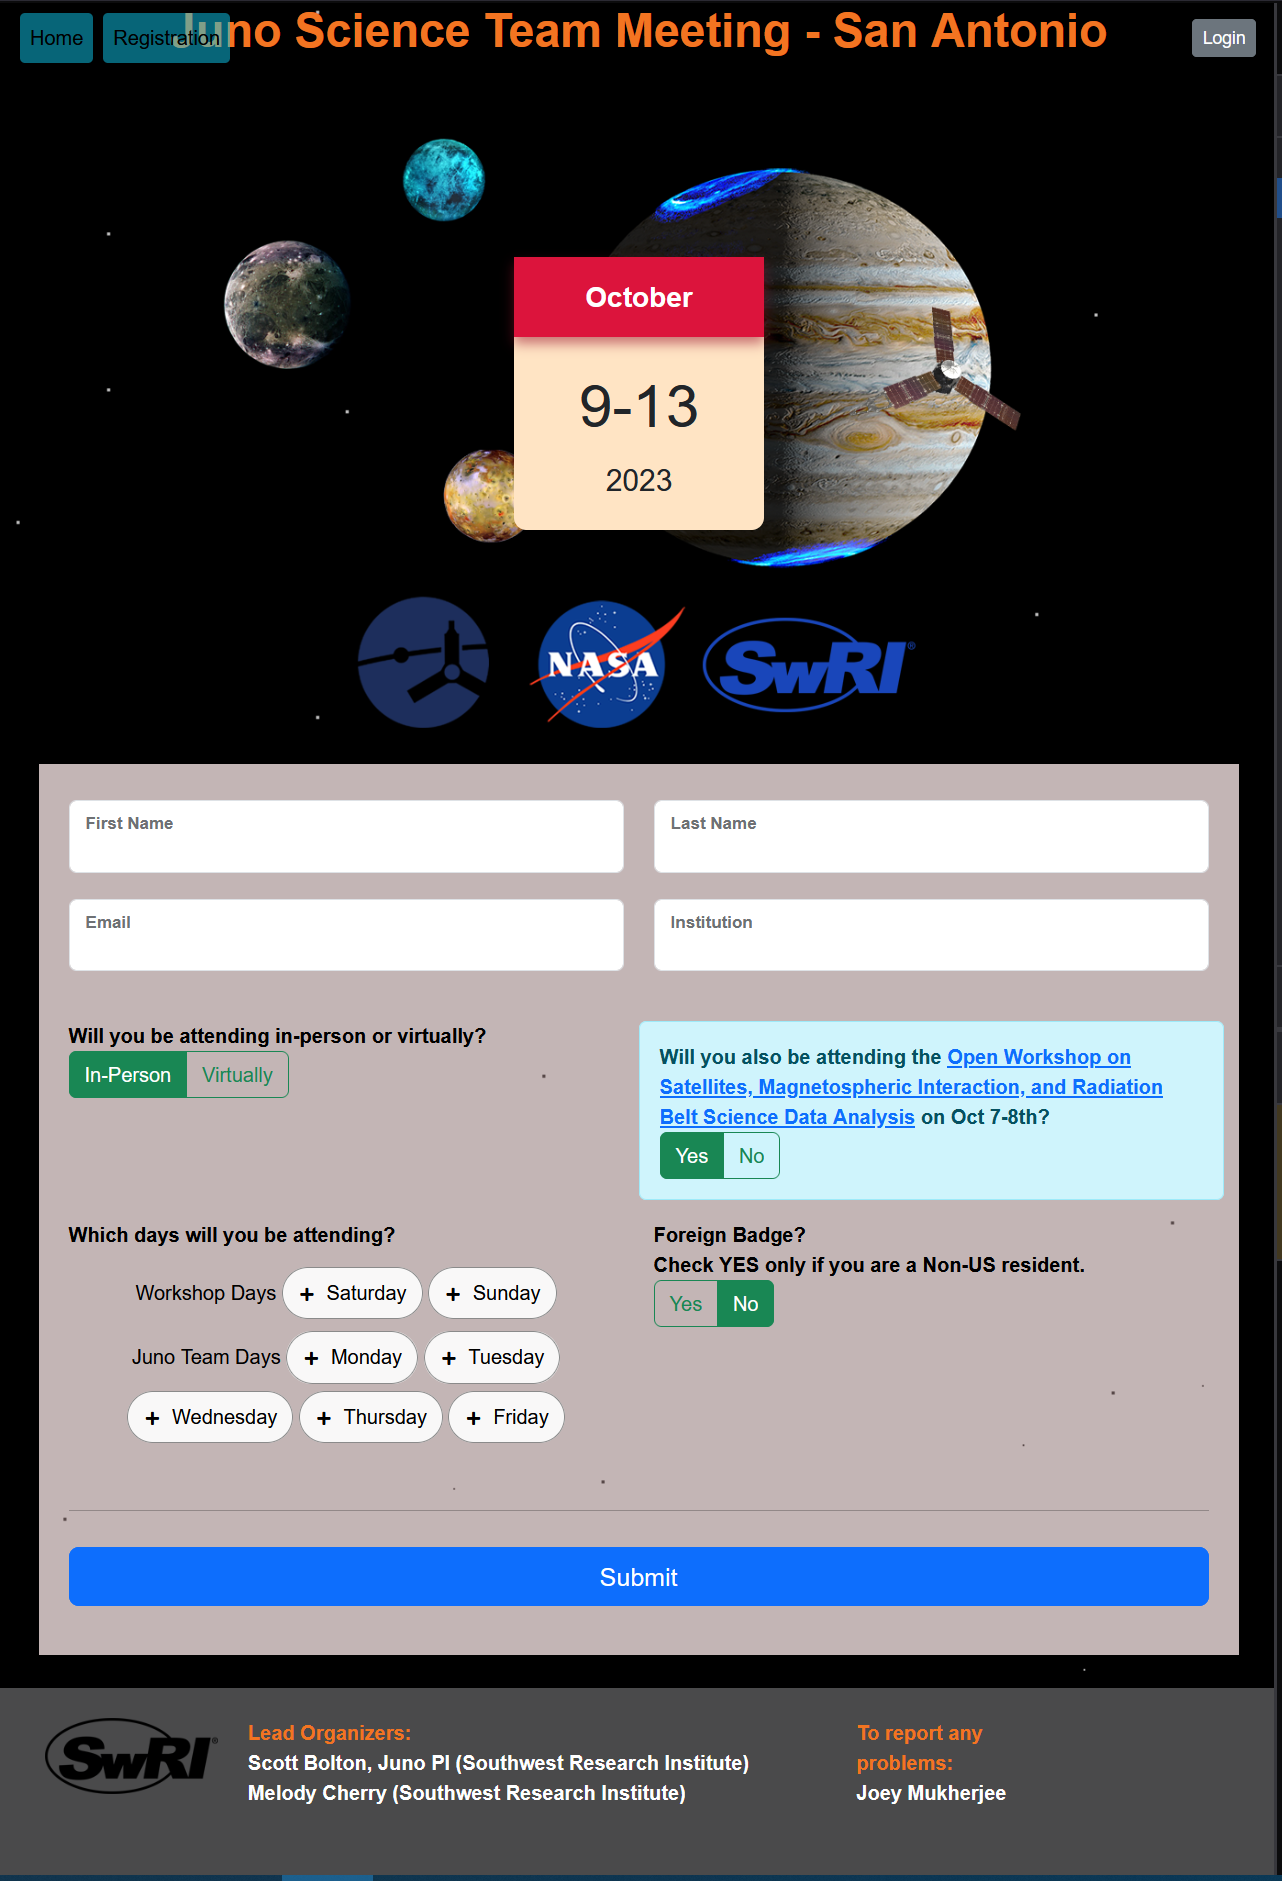 Home
Registration
Juno Science Team Meeting - San Antonio
Login
October
9-13
2023
NASA
SwRI®
First Name
Last Name
Email
Institution
Will you be attending in-person or virtually?
In-Person
Virtually
Will you also be attending the Open Workshop on
Satellites, Magnetospheric Interaction, and Radiation
Belt Science Data Analysis on Oct 7-8th?
Yes
No
Which days will you be attending?
Workshop Days + Saturday + Sunday
Juno Team Days + Monday + Tuesday
+ Wednesday + Thursday + Friday
Foreign Badge?
Check YES only if you are a Non-US resident.
Yes
No
Submit
SwRI®
Lead Organizers:
Scott Bolton, Juno PI (Southwest Research Institute)
Melody Cherry (Southwest Research Institute)
To report any
problems:
Joey Mukherjee